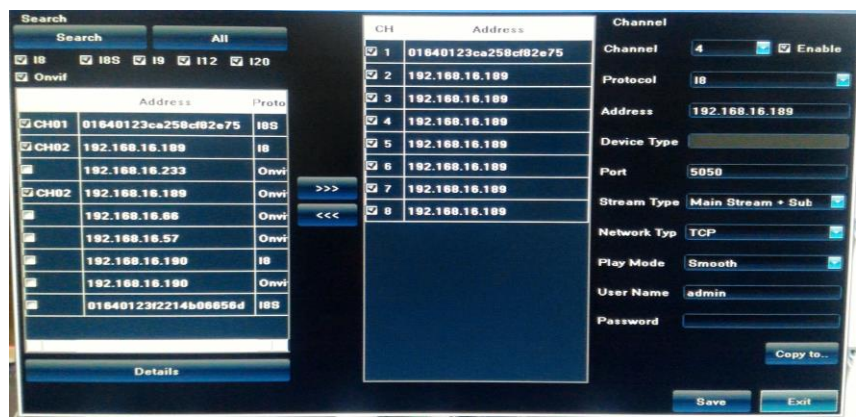 Search
Search All
I8 I8S I9 I12 I20
Onvif
Address Proto
CH01 01640123ca258cf82e75 I8S
CH02 192.168.16.189 I8
192.168.16.233 Onvi
CH02 192.168.16.189 Onvi
192.168.16.66 Onvi
192.168.16.57 Onvi
192.168.16.190 I8
192.168.16.190 Onvi
01640123f2214b06656d I8S
Details
>>>
<<<
CH Address
1 01640123ca258cf82e75
2 192.168.16.189
3 192.168.16.189
4 192.168.16.189
5 192.168.16.189
6 192.168.16.189
7 192.168.16.189
8 192.168.16.189
Channel
Channel 4 Enable
Protocol I8
Address 192.168.16.189
Device Type
Port 5050
Stream Type Main Stream + Sub
Network Typ TCP
Play Mode Smooth
User Name admin
Password
Copy to..
Save Exit